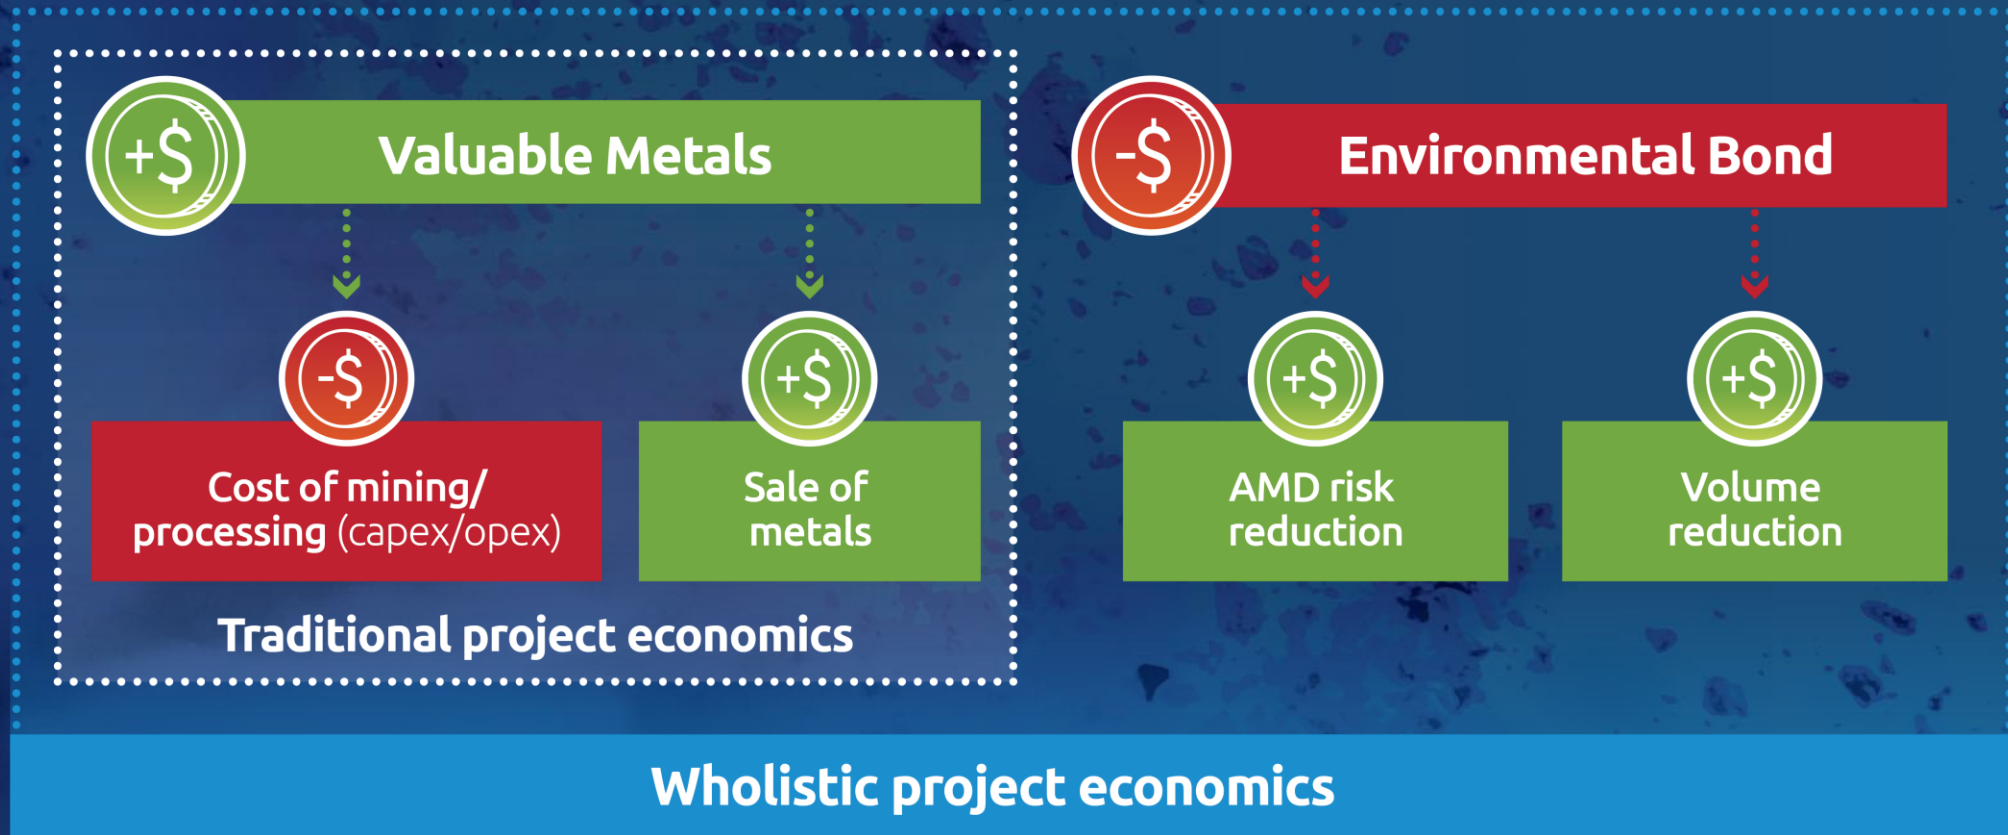 +$
Valuable Metals
-$
Cost of mining/
processing (capex/opex)
+$
Sale of
metals
Traditional project economics
-$
Environmental Bond
+$
AMD risk
reduction
+$
Volume
reduction
Wholistic project economics